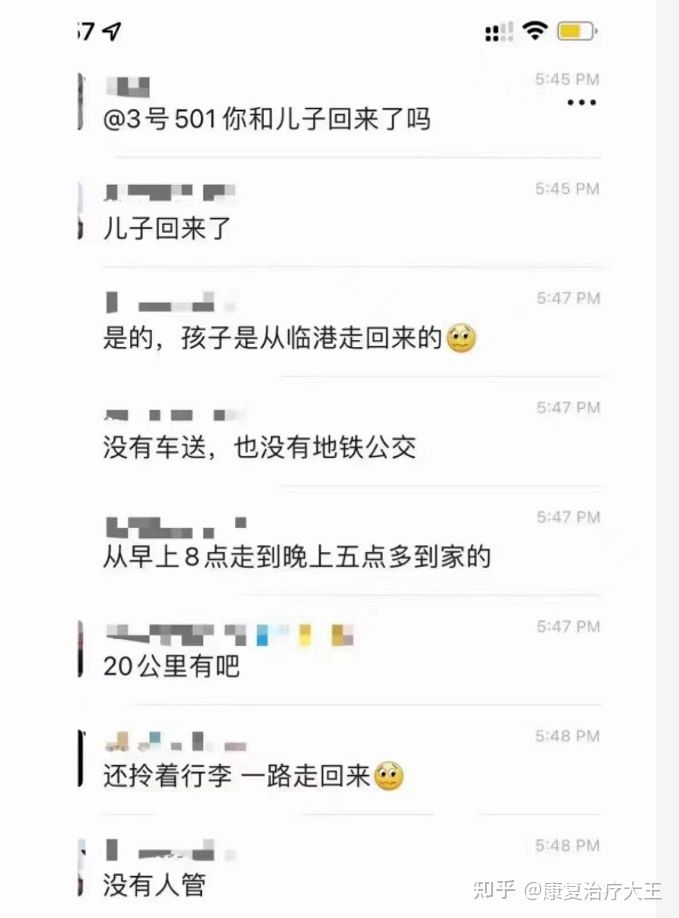 57
5:45 PM
@3号501你和儿子回来了吗
5:45 PM
儿子回来了
5:47 PM
是的，孩子是从临港走回来的
5:47 PM
没有车送，也没有地铁公交
5:47 PM
从早上8点走到晚上五点多到家的
5:47 PM
20公里有吧
5:48 PM
还拎着行李 一路走回来
5:48 PM
没有人管
知乎 @康复治疗大王